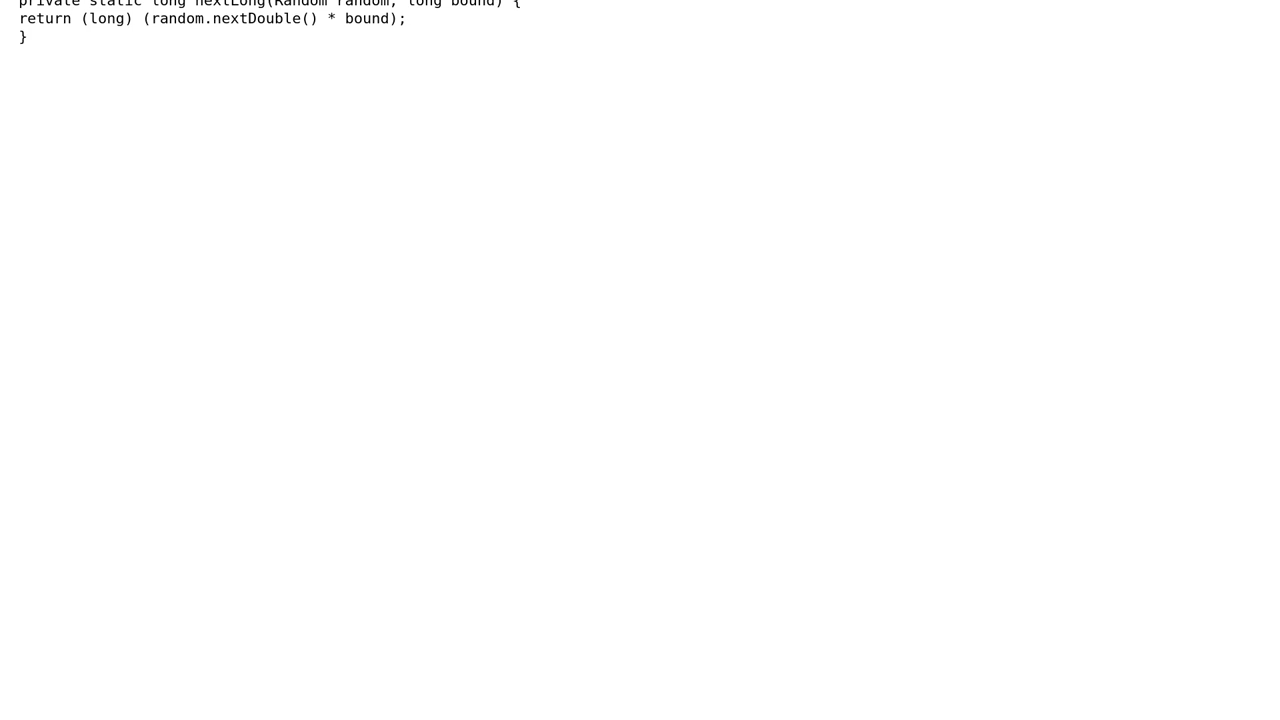 private static long nextLong(Random random, long bound) {
return (long) (random.nextDouble() * bound);
}